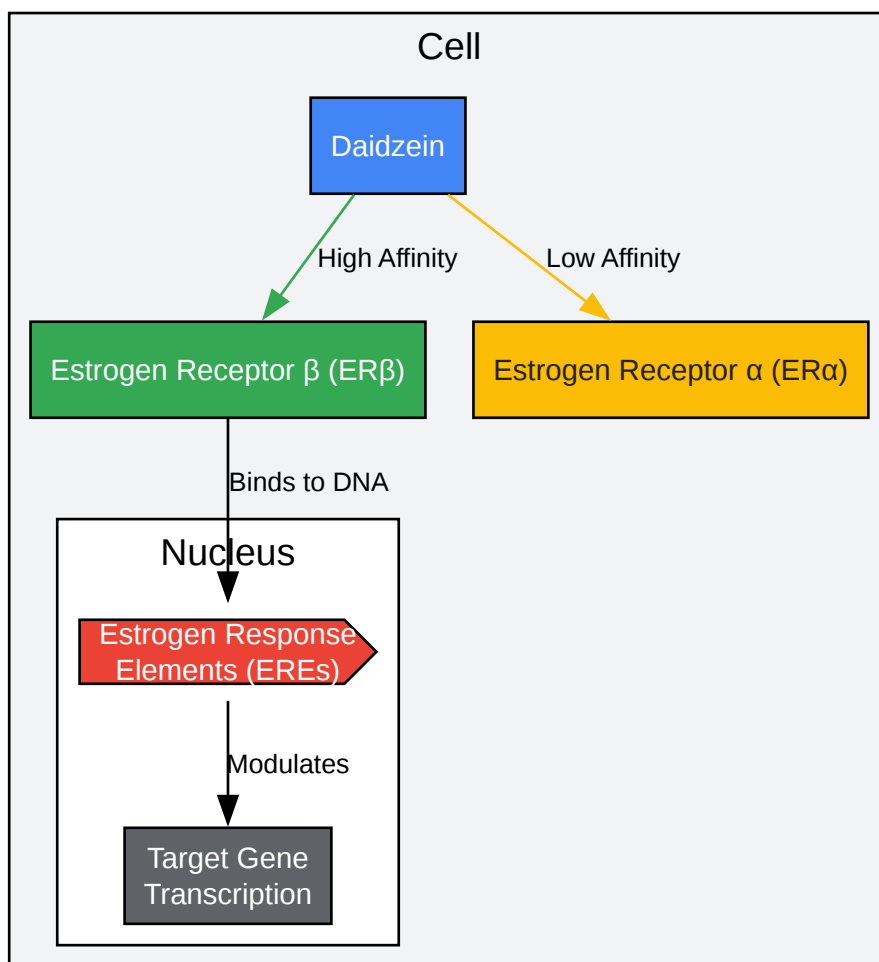 Cell
Daidzein
High Affinity
Low Affinity
Estrogen Receptor β (ERβ)
Estrogen Receptor α (ERα)
Binds to DNA
Nucleus
Estrogen Response
Elements (EREs)
Modulates
Target Gene
Transcription